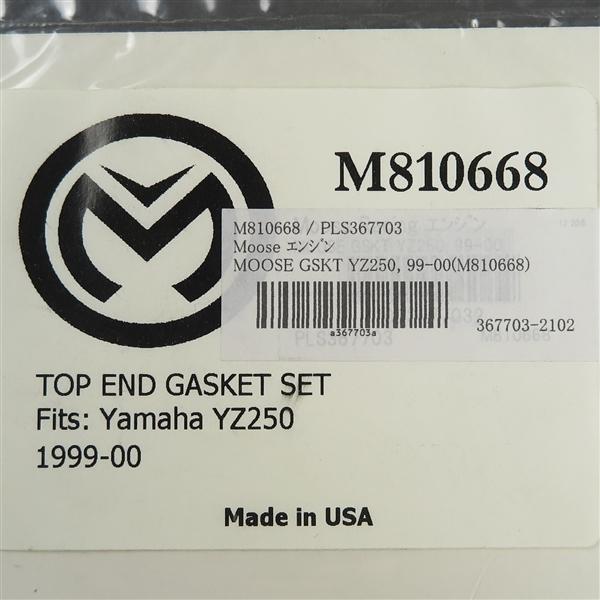 M810668
M810668 / PLS367703
Moose ｴﾝｼﾞﾝ
MOOSE GSKT YZ250, 99-00(M810668)
a367703a
367703-2102
PLS367703
M810668
TOP END GASKET SET
Fits: Yamaha YZ250
1999-00
Made in USA